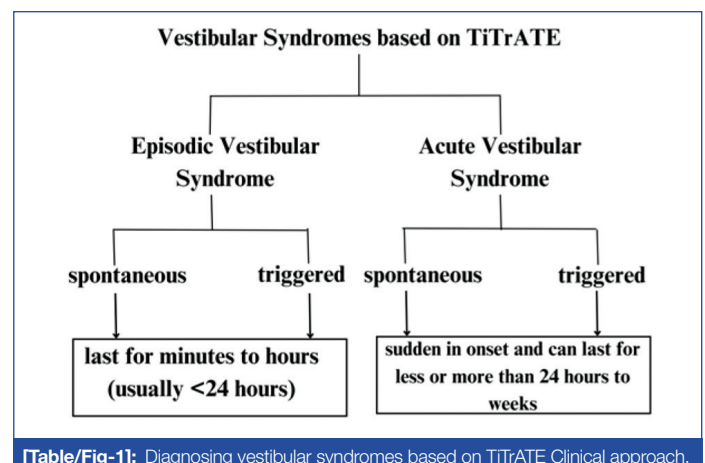 Vestibular Syndromes based on TiTrATE
Episodic Vestibular
Syndrome
Acute Vestibular
Syndrome
spontaneous
triggered
spontaneous
triggered
last for minutes to hours
(usually <24 hours)
sudden in onset and can last for
less or more than 24 hours to
weeks
[Table/Fig-1]: Diagnosing vestibular syndromes based on TiTrATE Clinical approach.